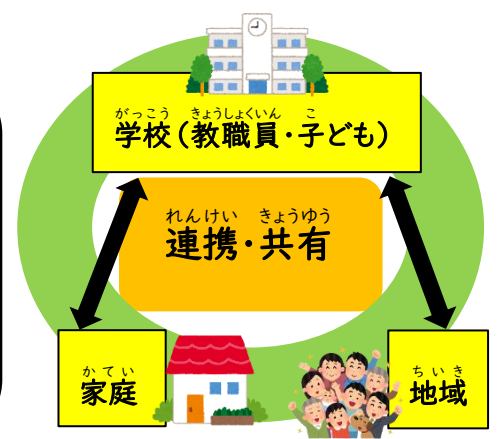 がっこう きょうしょくいん こ
学校(教職員・子ども)
れんけい きょうゆう
連携・共有
かてい
家庭
ちいき
地域